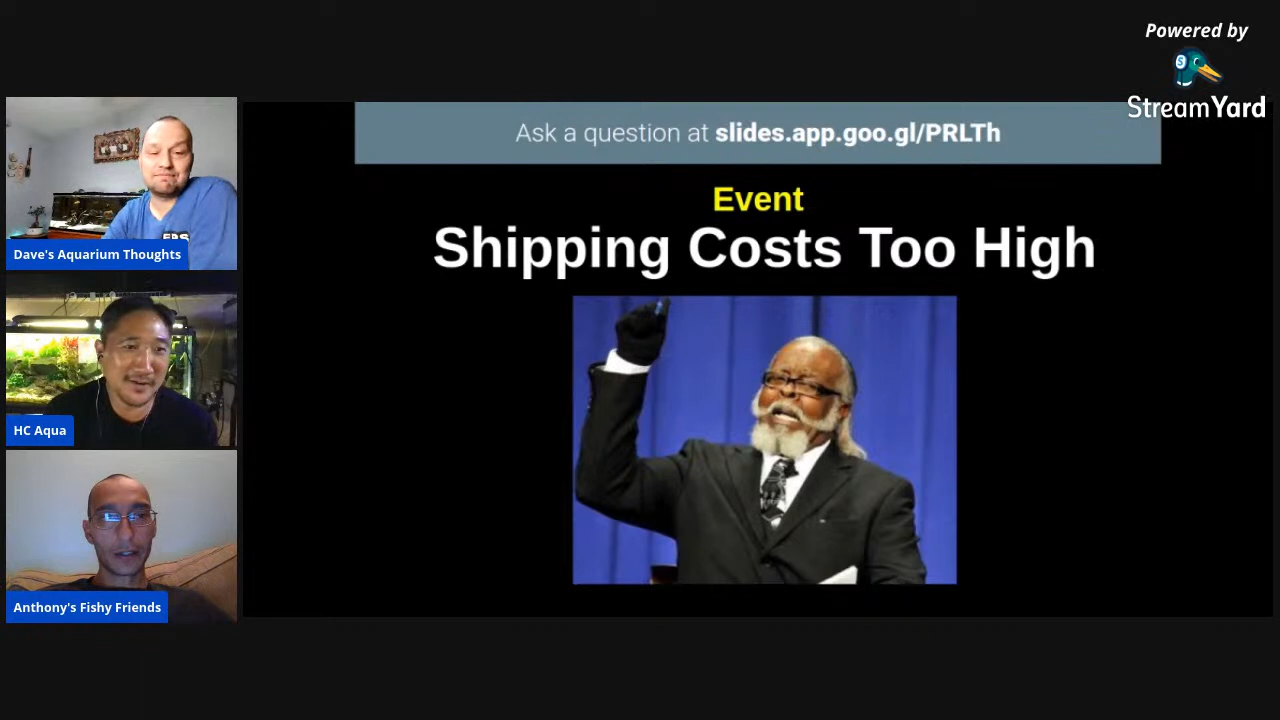 Powered by
StreamYard
Ask a question at slides.app.goo.gl/PRLTh
Event
Shipping Costs Too High
Dave's Aquarium Thoughts
HC Aqua
Anthony's Fishy Friends